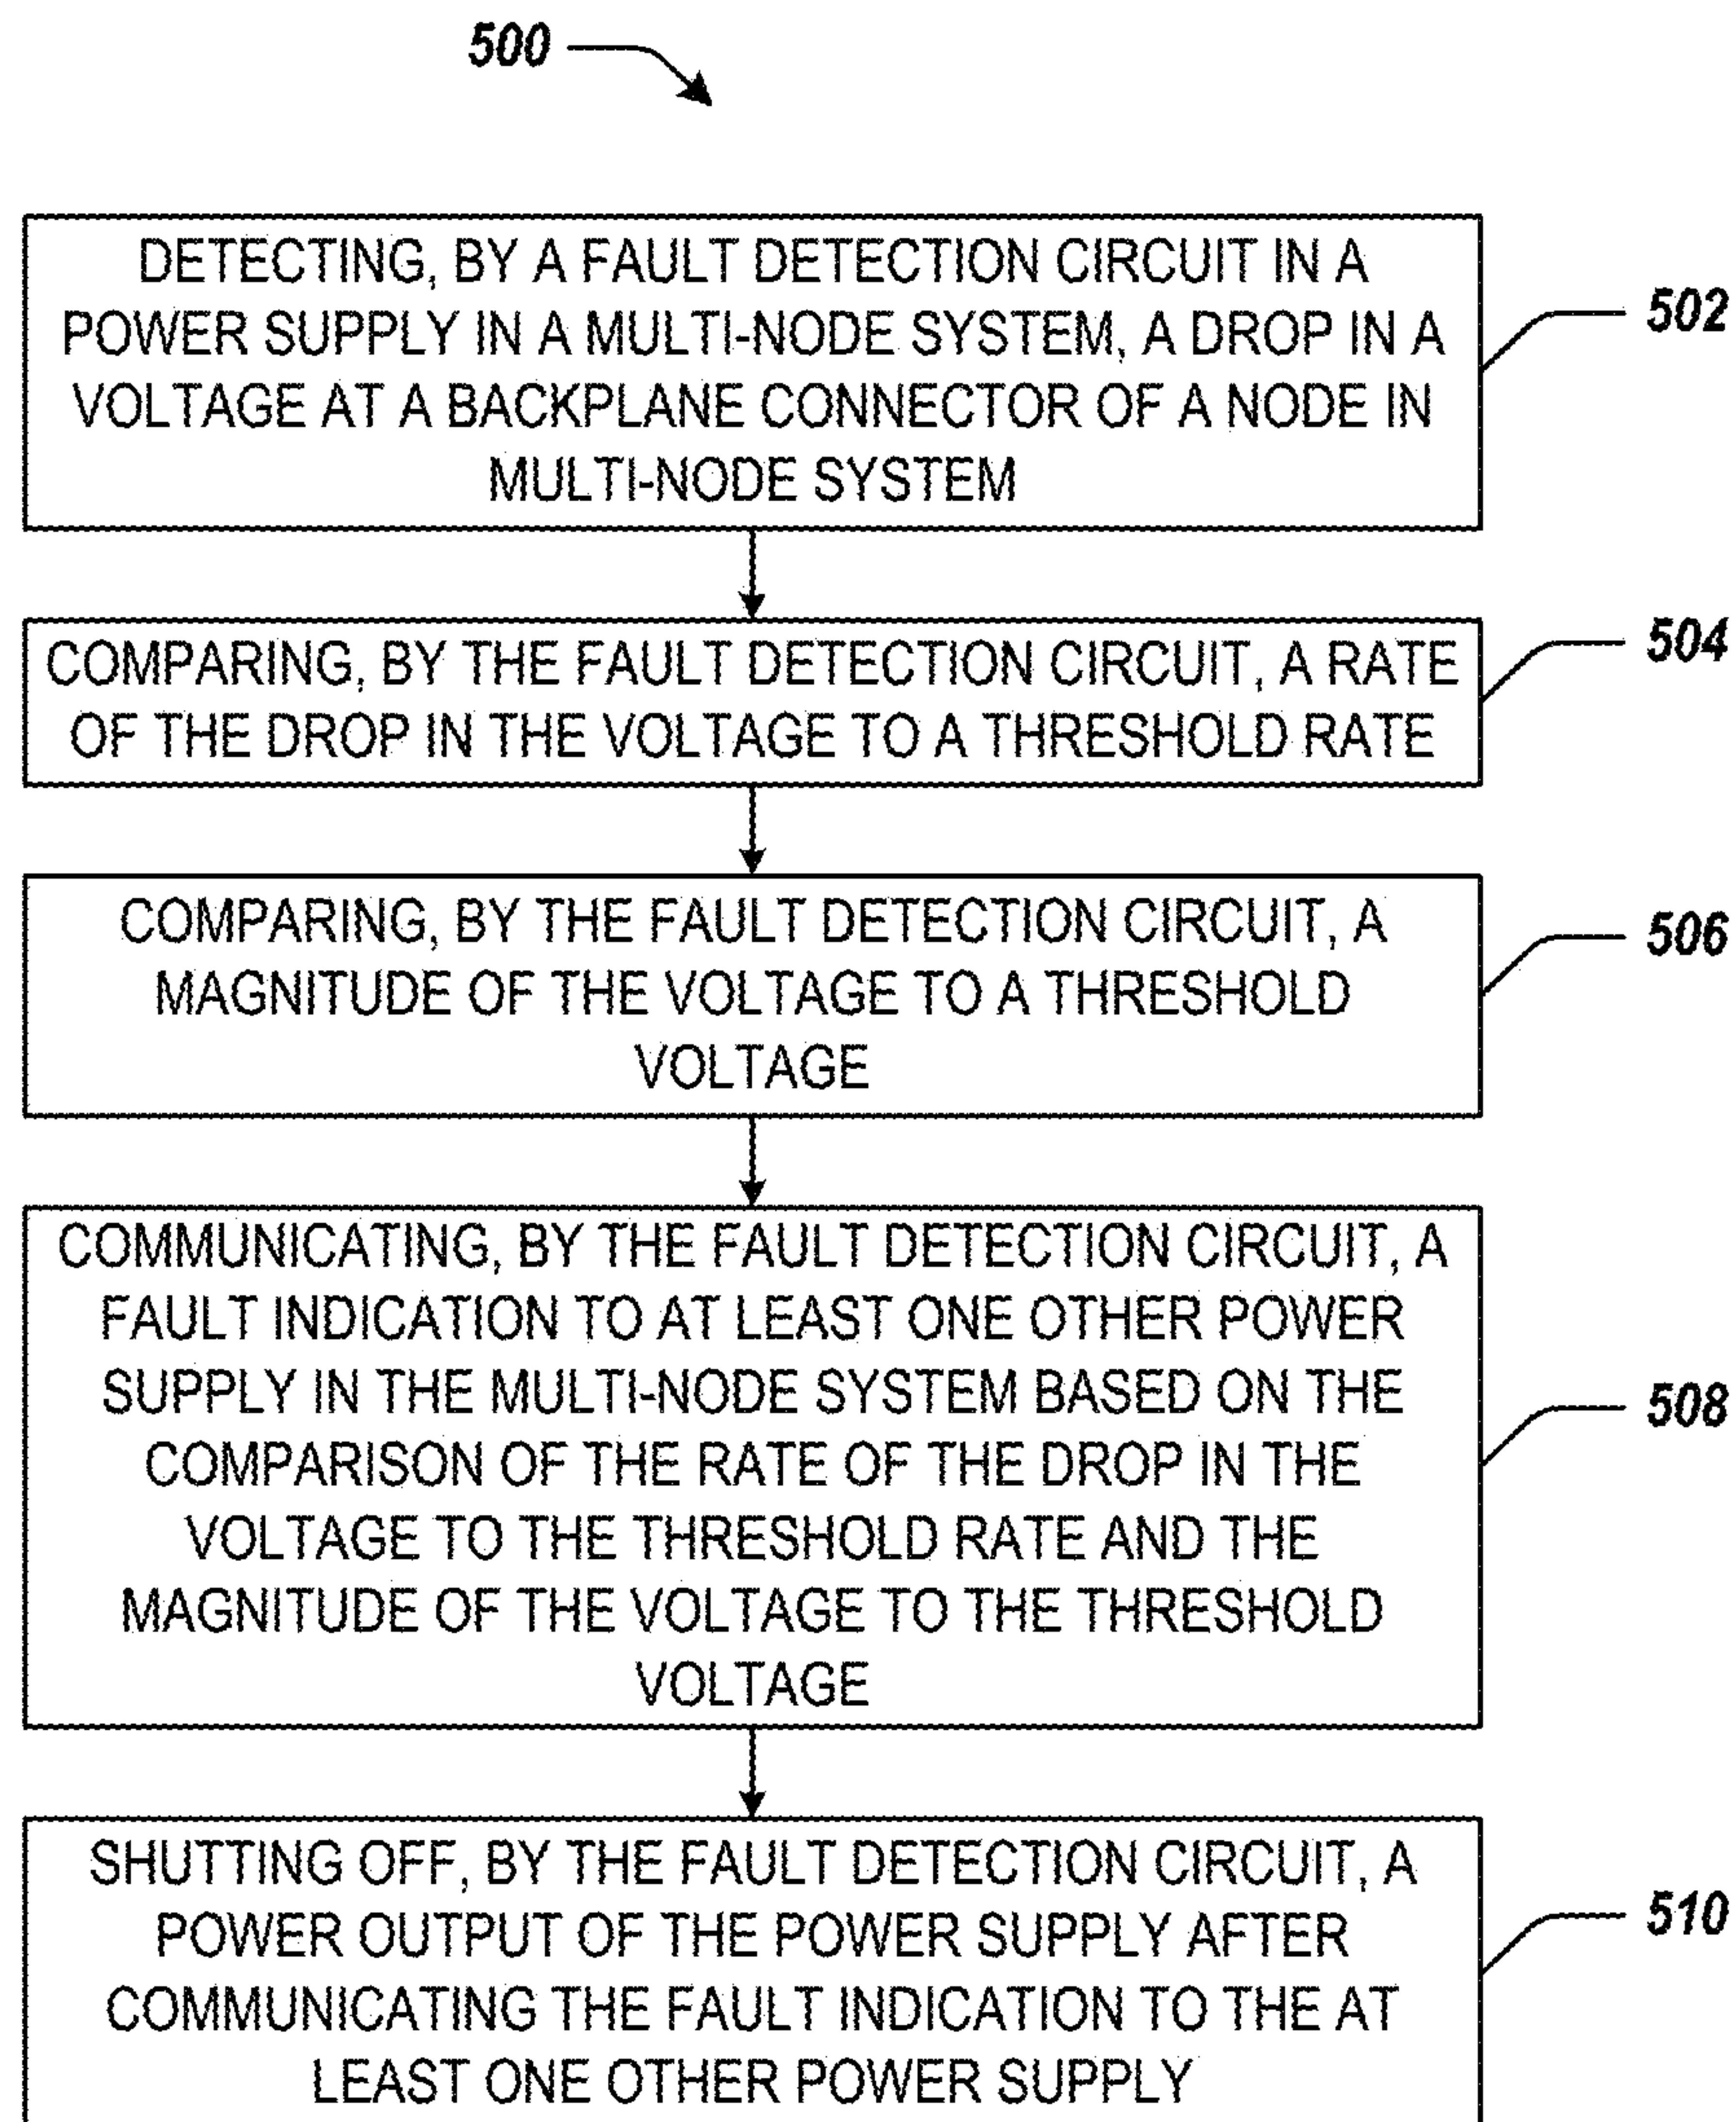 500
DETECTING, BY A FAULT DETECTION CIRCUIT IN A
POWER SUPPLY IN A MULTI-NODE SYSTEM, A DROP IN A
VOLTAGE AT A BACKPLANE CONNECTOR OF A NODE IN
MULTI-NODE SYSTEM
502
COMPARING, BY THE FAULT DETECTION CIRCUIT, A RATE
OF THE DROP IN THE VOLTAGE TO A THRESHOLD RATE
504
COMPARING, BY THE FAULT DETECTION CIRCUIT, A
MAGNITUDE OF THE VOLTAGE TO A THRESHOLD
VOLTAGE
506
COMMUNICATING, BY THE FAULT DETECTION CIRCUIT, A
FAULT INDICATION TO AT LEAST ONE OTHER POWER
SUPPLY IN THE MULTI-NODE SYSTEM BASED ON THE
COMPARISON OF THE RATE OF THE DROP IN THE
VOLTAGE TO THE THRESHOLD RATE AND THE
MAGNITUDE OF THE VOLTAGE TO THE THRESHOLD
VOLTAGE
508
SHUTTING OFF, BY THE FAULT DETECTION CIRCUIT, A
POWER OUTPUT OF THE POWER SUPPLY AFTER
COMMUNICATING THE FAULT INDICATION TO THE AT
LEAST ONE OTHER POWER SUPPLY
510